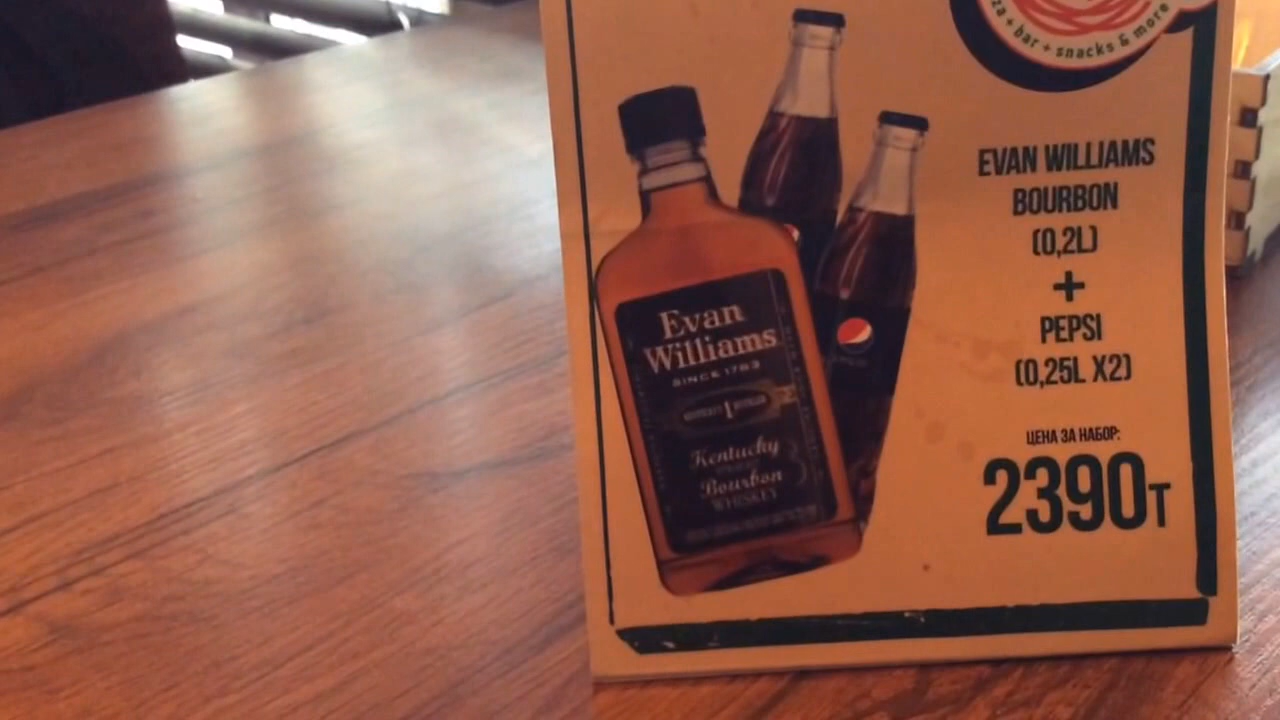 za + bar + snacks & more
EVAN WILLIAMS
BOURBON
(0,2L)
+
PEPSI
(0,25L X2)
ЦЕНА ЗА НАБОР:
2390т
Evan
Williams
SINCE 1783
1
Kentucky
Bourbon
WHISKEY